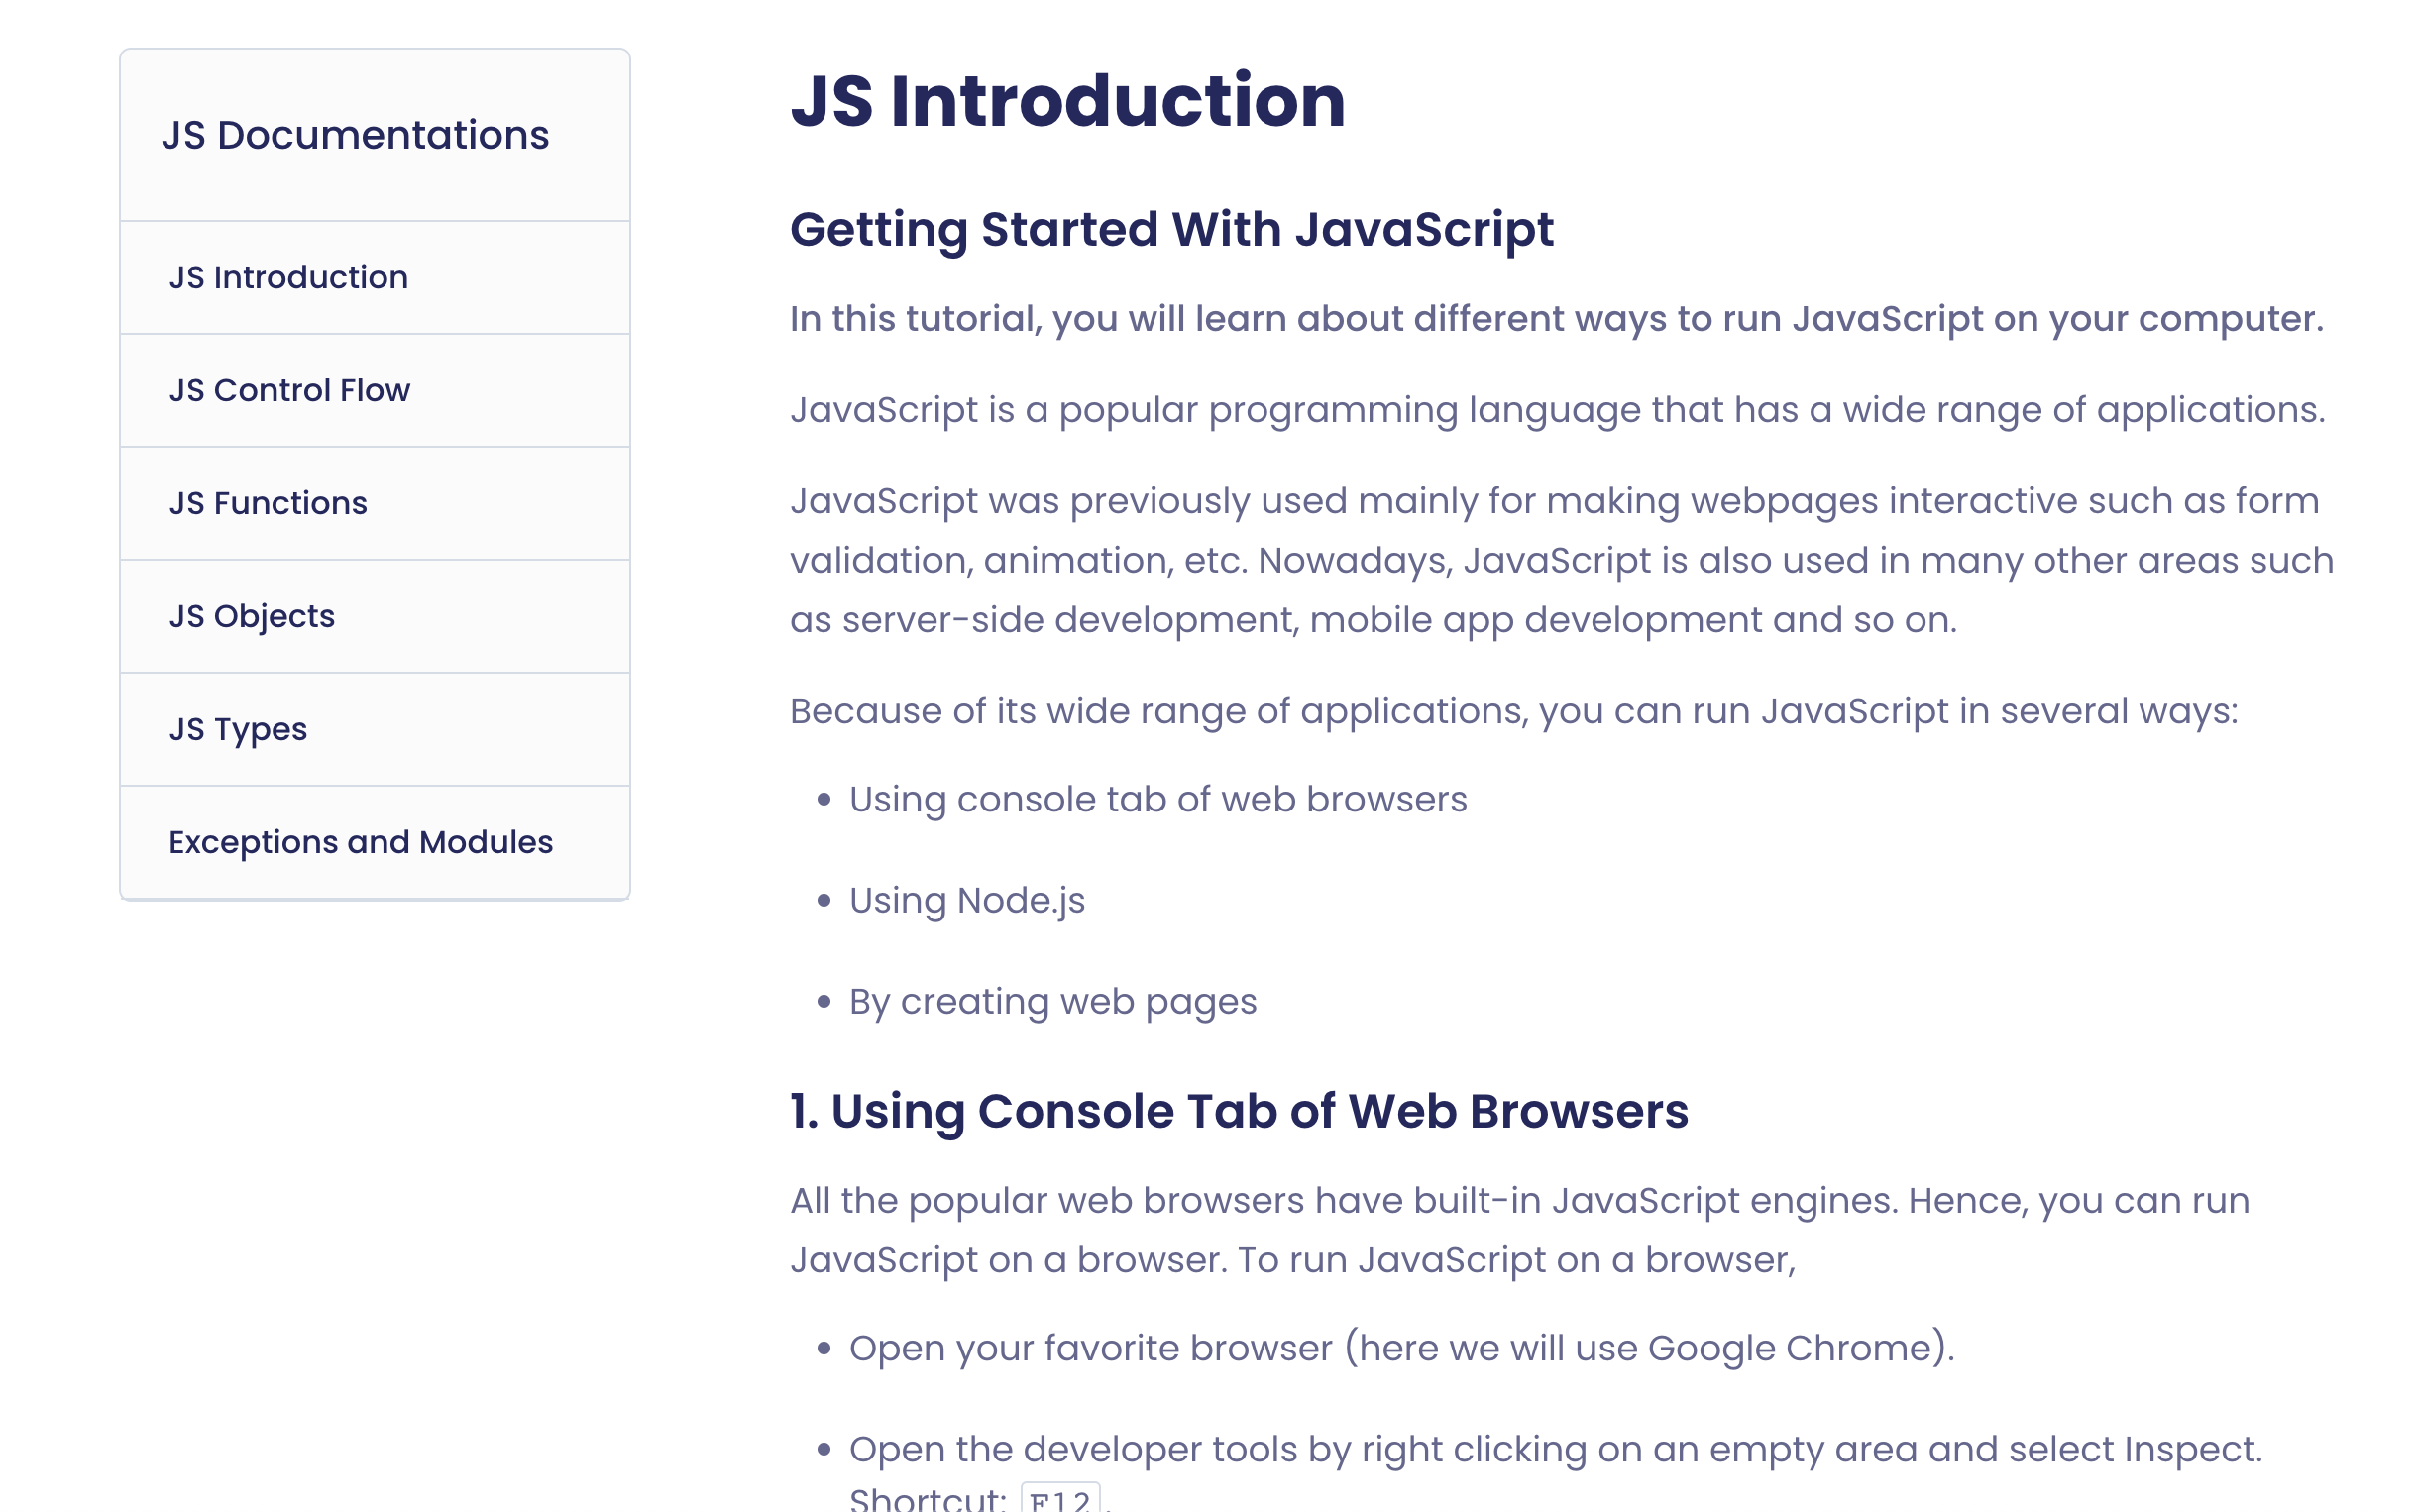 JS Documentations
JS Introduction
JS Control Flow
JS Functions
JS Objects
JS Types
Exceptions and Modules
JS Introduction
Getting Started With JavaScript
In this tutorial, you will learn about different ways to run JavaScript on your computer.
JavaScript is a popular programming language that has a wide range of applications.
JavaScript was previously used mainly for making webpages interactive such as form
validation, animation, etc. Nowadays, JavaScript is also used in many other areas such
as server-side development, mobile app development and so on.
Because of its wide range of applications, you can run JavaScript in several ways:
• Using console tab of web browsers
• Using Node.js
• By creating web pages
1. Using Console Tab of Web Browsers
All the popular web browsers have built-in JavaScript engines. Hence, you can run
JavaScript on a browser. To run JavaScript on a browser,
• Open your favorite browser (here we will use Google Chrome).
• Open the developer tools by right clicking on an empty area and select Inspect.
Shortcut: F12.